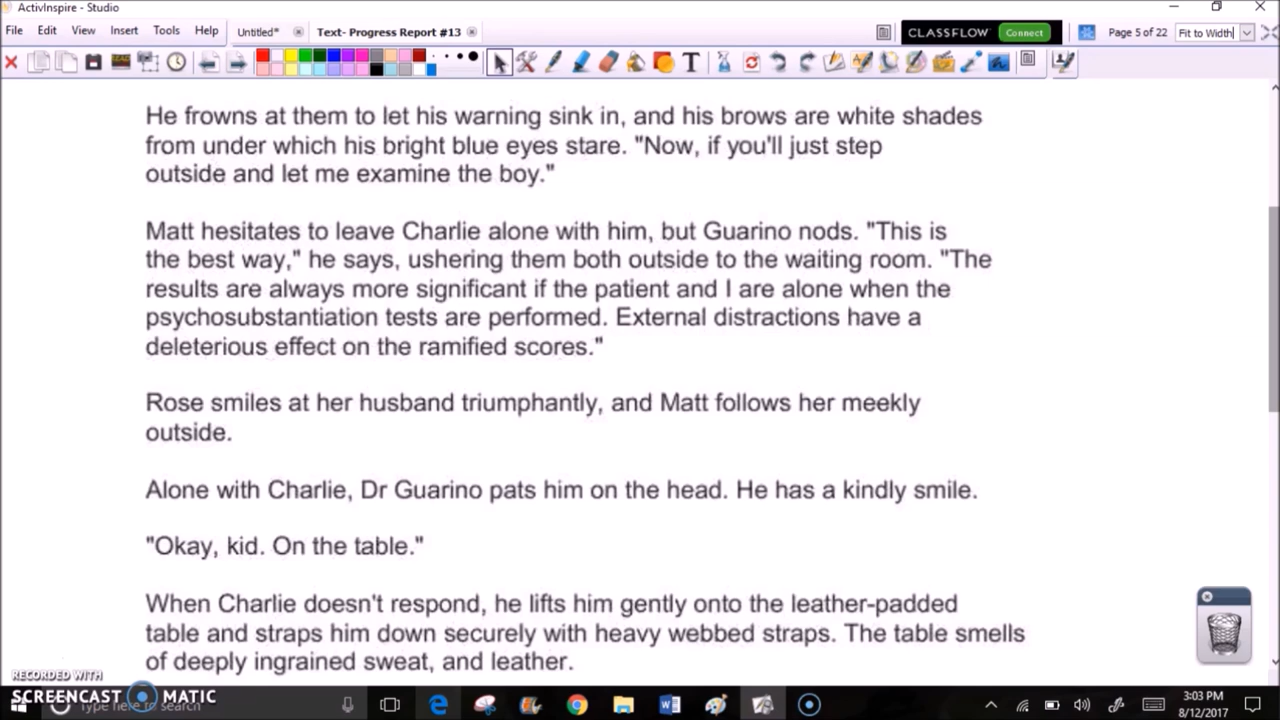 ActivInspire - Studio
File Edit View Insert Tools Help Untitled* Text- Progress Report #13 CLASSFLOW Connect Page 5 of 22 Fit to Width
He frowns at them to let his warning sink in, and his brows are white shades
from under which his bright blue eyes stare. "Now, if you'll just step
outside and let me examine the boy."
Matt hesitates to leave Charlie alone with him, but Guarino nods. "This is
the best way," he says, ushering them both outside to the waiting room. "The
results are always more significant if the patient and I are alone when the
psychosubstantiation tests are performed. External distractions have a
deleterious effect on the ramified scores."
Rose smiles at her husband triumphantly, and Matt follows her meekly
outside.
Alone with Charlie, Dr Guarino pats him on the head. He has a kindly smile.
"Okay, kid. On the table."
When Charlie doesn't respond, he lifts him gently onto the leather-padded
table and straps him down securely with heavy webbed straps. The table smells
of deeply ingrained sweat, and leather.
RECORDED WITH
SCREENCAST MATIC
Type here to search
3:03 PM
8/12/2017